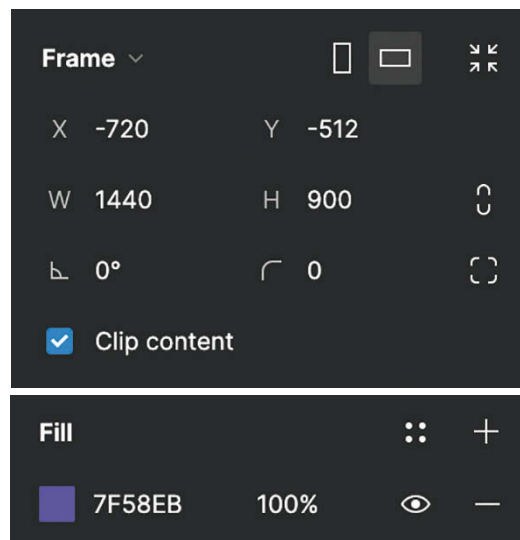 Frame
X -720 Y -512
W 1440 H 900
0° 0
Clip content
Fill
7F58EB 100%